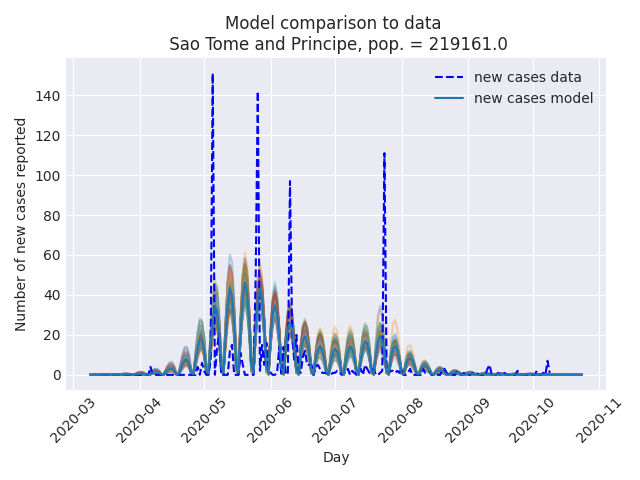 Model comparison to data
Sao Tome and Principe, pop. = 219161.0
new cases data
new cases model
Number of new cases reported
140
120
100
80
60
40
20
0
2020-03
2020-04
2020-05
2020-06
2020-07
2020-08
2020-09
2020-10
2020-11
Day